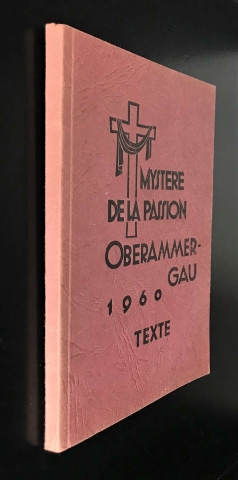 MYSTERE
DE LA PASSION
OBERAMMER-
GAU
1960
TEXTE